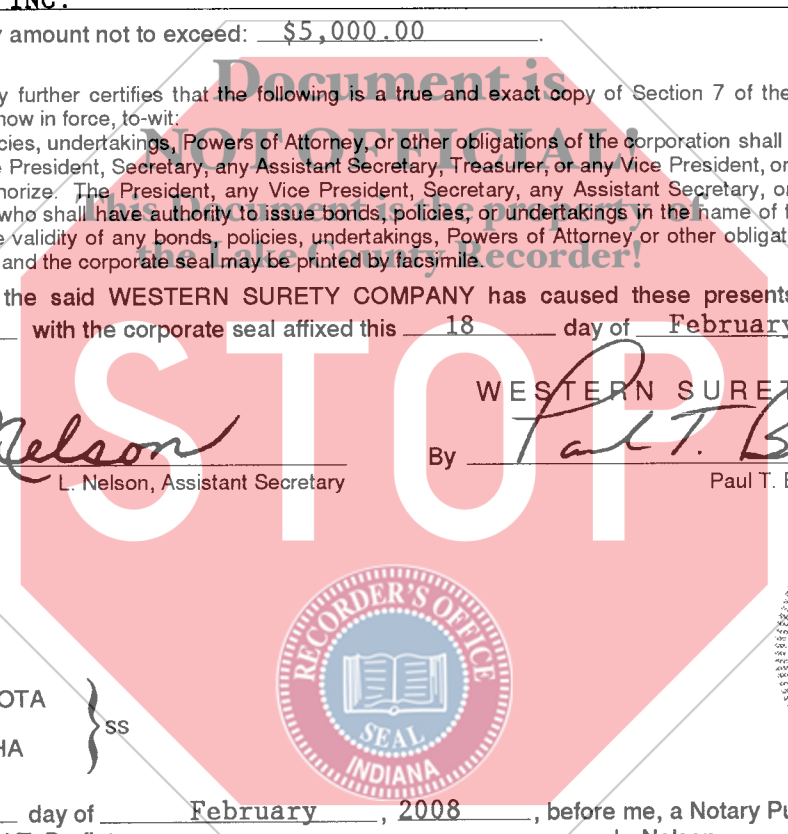 INC.
amount not to exceed: $5,000.00.
Document is
y further certifies that the following is a true and exact copy of Section 7 of the
now in force, to-wit:
NOT OFFICIAL!
cies, undertakings, Powers of Attorney, or other obligations of the corporation shall
President, Secretary, any Assistant Secretary, Treasurer, or any Vice President, or
horize. The President, any Vice President, Secretary, any Assistant Secretary, or
This Document is the property of
who shall have authority to issue bonds, policies, or undertakings in the name of
e validity of any bonds, policies, undertakings, Powers of Attorney or other obligat
the Lake County Recorder!
and the corporate seal may be printed by facsimile.
the said WESTERN SURETY COMPANY has caused these presents
with the corporate seal affixed this 18 day of February
STOP
WESTERN SURET
Nelson
By Paul T. B
L. Nelson, Assistant Secretary
Paul T.
RECORDER'S OFFICE
SEAL
INDIANA
OTA
SS
HA
day of February, 2008, before me, a Notary Pu